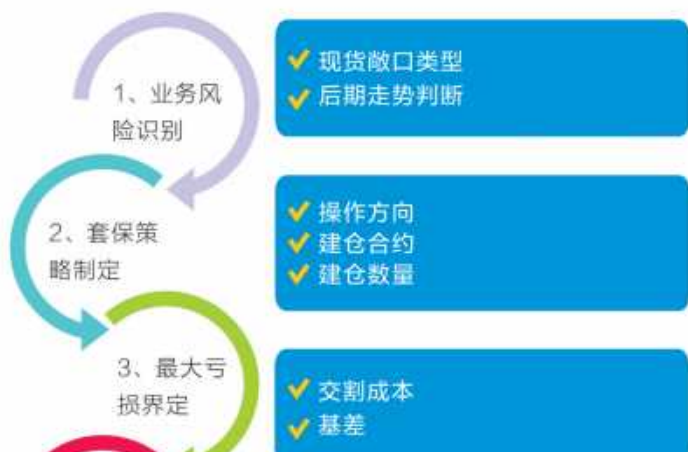 1、业务风
险识别
现货敞口类型
后期走势判断
2、套保策
略制定
操作方向
建仓合约
建仓数量
3、最大亏
损界定
交割成本
基差